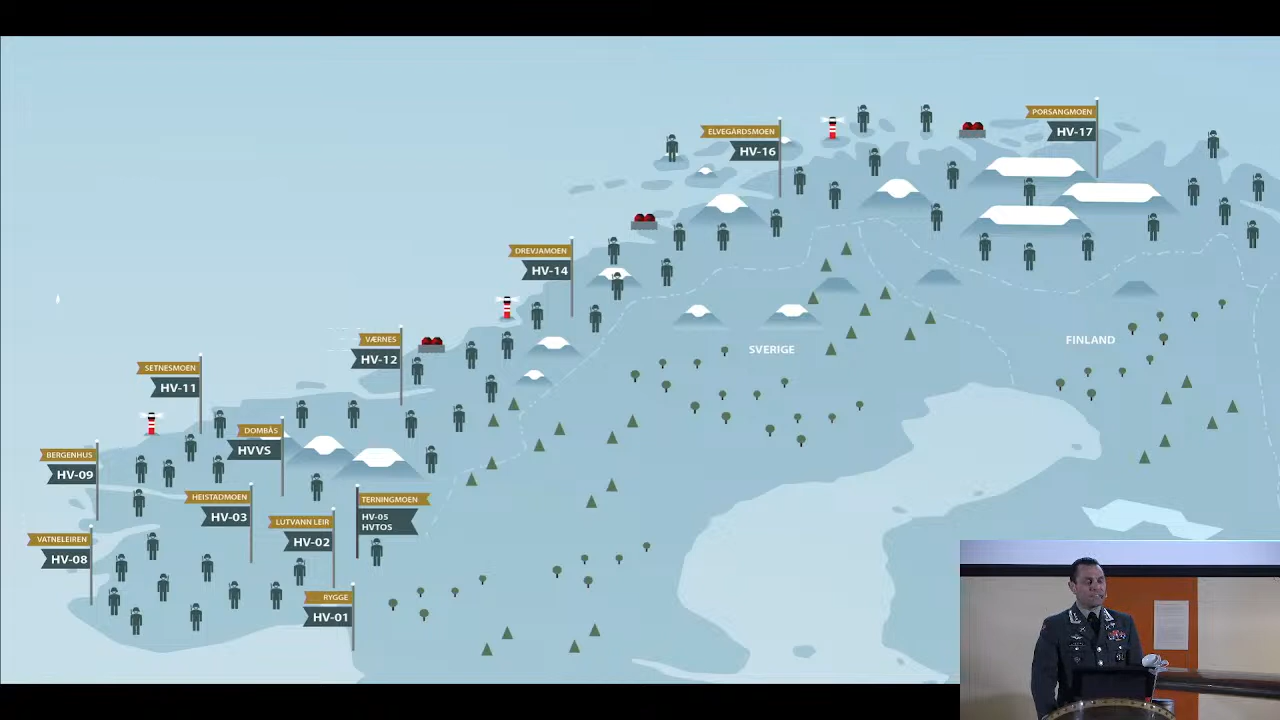 PORSANGMOEN
HV-17
ELVEGÅRDSMOEN
HV-16
DREVJAMOEN
HV-14
VÆRNES
HV-12
SETNESMOEN
HV-11
DOMBÅS
HVVS
BERGENHUS
HV-09
HEISTADMOEN
HV-03
TERNINGMOEN
HV-05
HVTOS
LUTVANN LEIR
HV-02
VATNELEIREN
HV-08
RYGGE
HV-01
SVERIGE
FINLAND